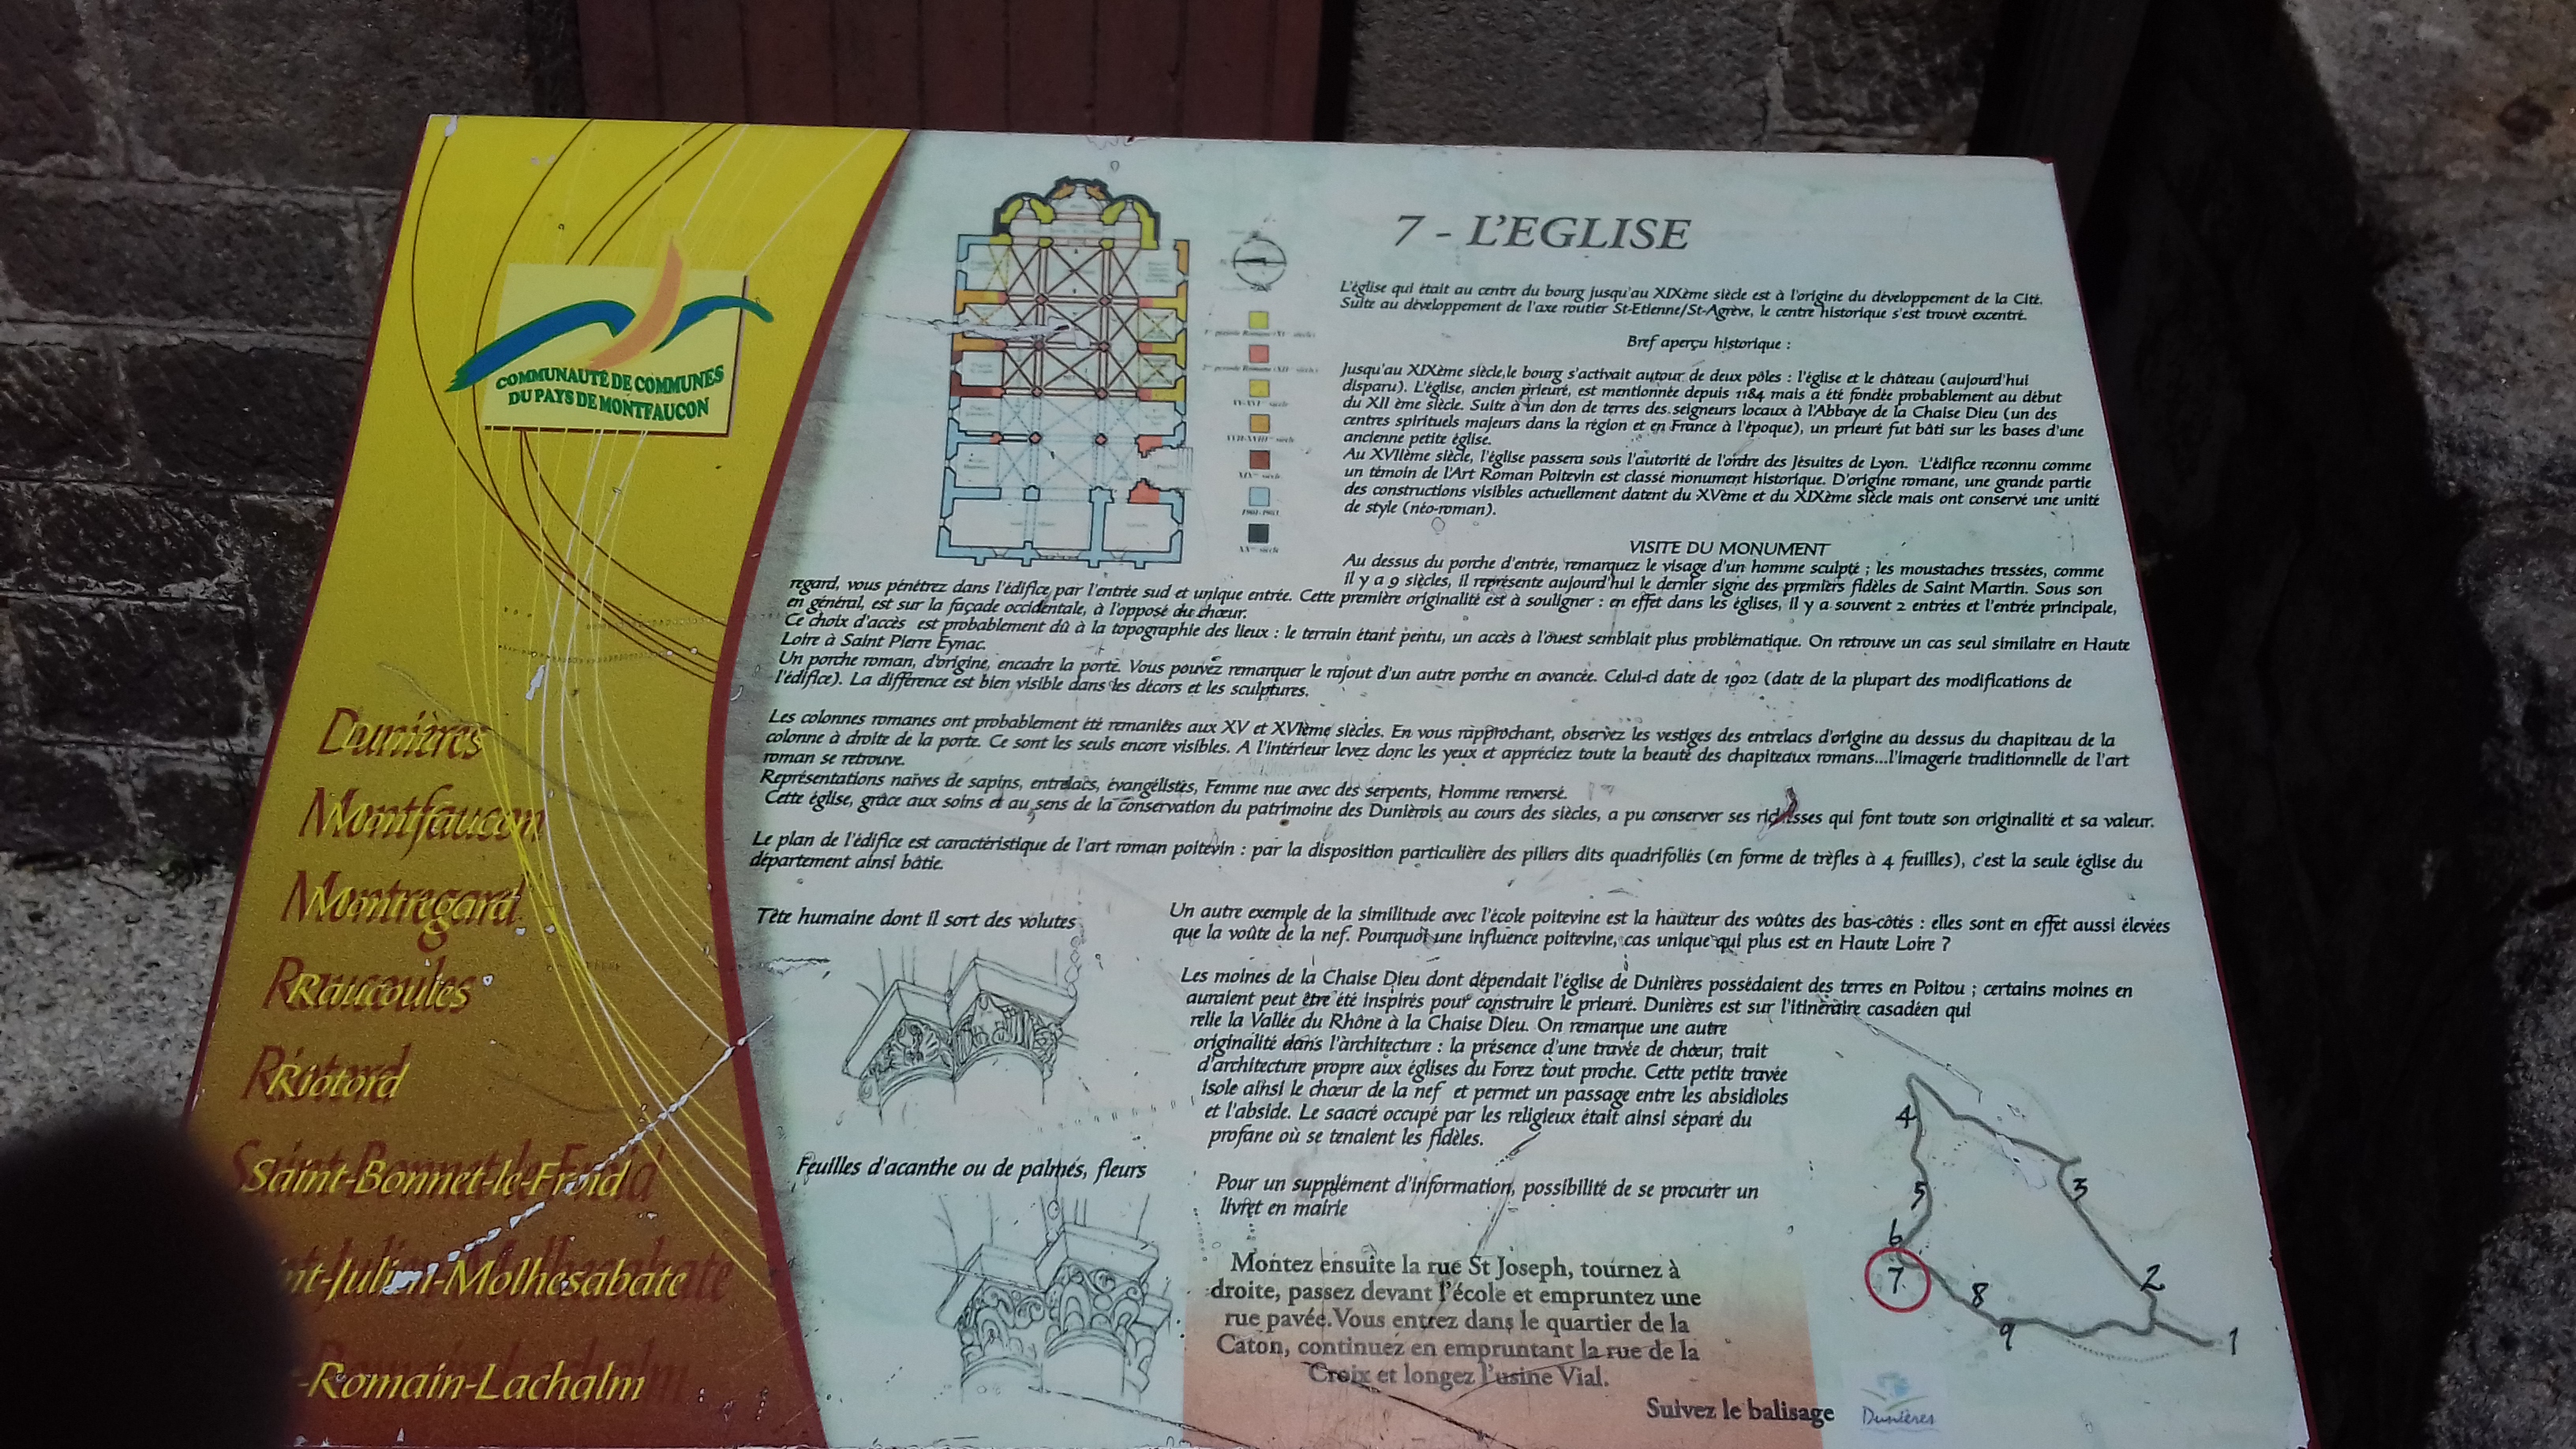 COMMUNAUTÉ DE COMMUNES
DU PAYS DE MONTFAUCON
Dunières
Montfaucon
Montregard
Raucoules
Riotord
Saint-Bonnet-le-Froid
nt-Julien-Molhesabate
-Romain-Lachalm
7 - L'EGLISE
L'église qui était au centre du bourg jusqu'au XIXème siècle est à l'origine du développement de la Cité.
Suite au développement de l'axe routier St-Etienne/St-Agrève, le centre historique s'est trouvé excentré.
Bref aperçu historique :
Jusqu'au XIXème siècle,le bourg s'activait autour de deux pôles : l'église et le château (aujourd'hui
disparu). L'église, ancien prieuré, est mentionnée depuis 1184 mais a été fondée probablement au début
du XII ème siècle. Suite à un don de terres des seigneurs locaux à l'Abbaye de la Chaise Dieu (un des
centres spirituels majeurs dans la région et en France à l'époque), un prieuré fut bâti sur les bases d'une
ancienne petite église.
Au XVIIème siècle, l'église passera sous l'autorité de l'ordre des Jésuites de Lyon. L'édifice reconnu comme
un témoin de l'Art Roman Poitevin est classé monument historique. D'origine romane, une grande partie
des constructions visibles actuellement datent du XVème et du XIXème siècle mais ont conservé une unité
de style (néo-roman).
VISITE DU MONUMENT
Au dessus du porche d'entrée, remarquez le visage d'un homme sculpté ; les moustaches tressées, comme
il y a 9 siècles, il représente aujourd'hui le dernier signe des premiers fidèles de Saint Martin. Sous son
regard, vous pénétrez dans l'édifice par l'entrée sud et unique entrée. Cette première originalité est à souligner : en effet dans les églises, il y a souvent 2 entrées et l'entrée principale,
en général, est sur la façade occidentale, à l'opposé du chœur.
Ce choix d'accès est probablement dû à la topographie des lieux : le terrain étant pentu, un accès à l'ouest semblait plus problématique. On retrouve un cas seul similaire en Haute
Loire à Saint Pierre Eynac.
Un porche roman, d'origine, encadre la porte. Vous pouvez remarquer le rajout d'un autre porche en avancée. Celui-ci date de 1902 (date de la plupart des modifications de
l'édifice). La différence est bien visible dans les décors et les sculptures.
Les colonnes romanes ont probablement été remaniées aux XV et XVIème siècles. En vous rapprochant, observez les vestiges des entrelacs d'origine au dessus du chapiteau de la
colonne à droite de la porte. Ce sont les seuls encore visibles. A l'intérieur levez donc les yeux et appréciez toute la beauté des chapiteaux romans...l'imagerie traditionnelle de l'art
roman se retrouve.
Représentations naïves de sapins, entrelacs, évangélistes, Femme nue avec des serpents, Homme renversé.
Cette église, grâce aux soins et au sens de la conservation du patrimoine des Dunièrois au cours des siècles, a pu conserver ses richesses qui font toute son originalité et sa valeur.
Le plan de l'édifice est caractéristique de l'art roman poitevin : par la disposition particulière des piliers dits quadrifoliés (en forme de trèfles à 4 feuilles), c'est la seule église du
département ainsi bâtie.
Tête humaine dont il sort des volutes
Feuilles d'acanthe ou de palmes, fleurs
Un autre exemple de la similitude avec l'école poitevine est la hauteur des voûtes des bas-côtés : elles sont en effet aussi élevées
que la voûte de la nef. Pourquoi une influence poitevine, cas unique qui plus est en Haute Loire ?
Les moines de la Chaise Dieu dont dépendait l'église de Dunières possédaient des terres en Poitou ; certains moines en
auraient peut être été inspirés pour construire le prieuré. Dunières est sur l'itinéraire casadéen qui
relie la Vallée du Rhône à la Chaise Dieu. On remarque une autre
originalité dans l'architecture : la présence d'une travée de chœur, trait
d'architecture propre aux églises du Forez tout proche. Cette petite travée
isole ainsi le chœur de la nef et permet un passage entre les absidioles
et l'abside. Le saacré occupé par les religieux était ainsi séparé du
profane où se tenaient les fidèles.
Pour un supplément d'information, possibilité de se procurer un
livret en mairie
Montez ensuite la rue St Joseph, tournez à
droite, passez devant l'école et empruntez une
rue pavée.Vous entrez dans le quartier de la
Caton, continuez en empruntant la rue de la
Croix et longez l'usine Vial.
Suivez le balisage
4
3
5
6
7
8
2
9
1
Dunières